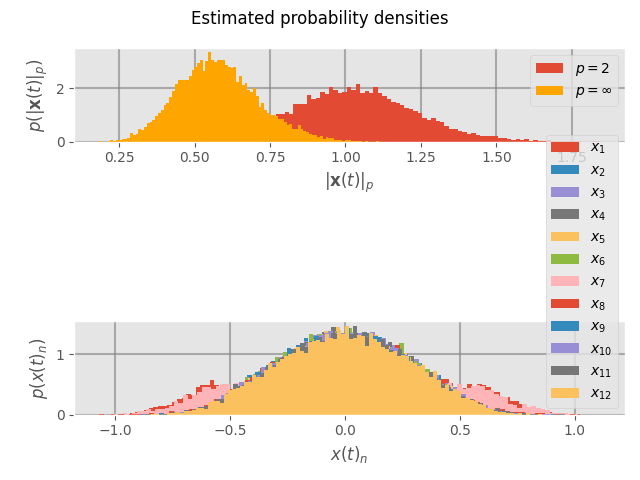 Estimated probability densities
p(|𝐱(t)|ₚ)
2
0
p = 2
p = ∞
0.25 0.50 0.75 1.00 1.25 1.50 1.75
|𝐱(t)|ₚ
x₁
x₂
x₃
x₄
x₅
x₆
x₇
x₈
x₉
x₁₀
x₁₁
x₁₂
p(x(t)ₙ)
1
0
−1.0 −0.5 0.0 0.5 1.0
x(t)ₙ